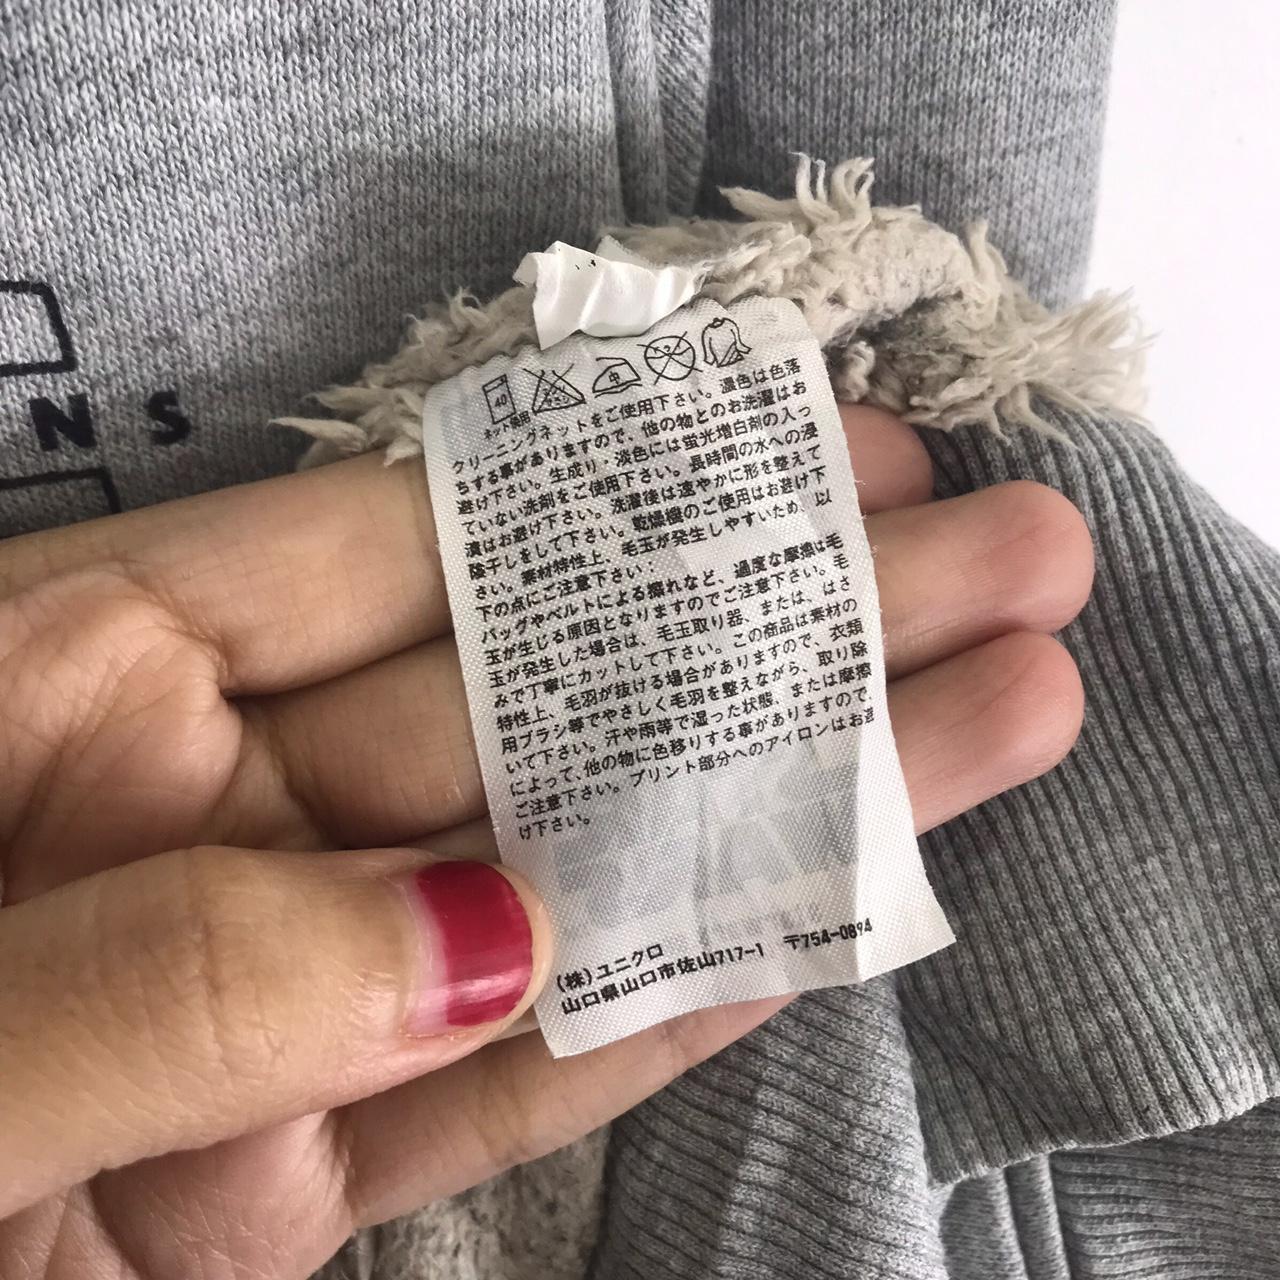 NS
40
ネット使用
エンソ
サラシ
中
クリーニングネットをご使用下さい。濃色は色落
ちする事がありますので、他の物とのお洗濯はお
避け下さい。生成り・淡色には蛍光増白剤の入っ
ていない洗剤をご使用下さい。長時間の水への浸
漬はお避け下さい。洗濯後は速やかに形を整えて
陰干しをして下さい。乾燥機のご使用はお避け下
さい。素材特性上、毛玉が発生しやすいため、以
下の点にご注意下さい:
バッグやベルトによる擦れなど、過度な摩擦は毛
玉が生じる原因となりますのでご注意下さい。毛
玉が発生した場合は、毛玉取り器、または、はさ
みで丁寧にカットして下さい。この商品は素材の
特性上、毛羽が抜ける場合がありますので、衣類
用ブラシ等でやさしく毛羽を整えながら、取り除
いて下さい。汗や雨等で湿った状態、または摩擦
によって、他の物に色移りする事がありますので、
ご注意下さい。プリント部分へのアイロンはお避
け下さい。
(株)ユニクロ
山口県山口市佐山717-1 〒754-0894